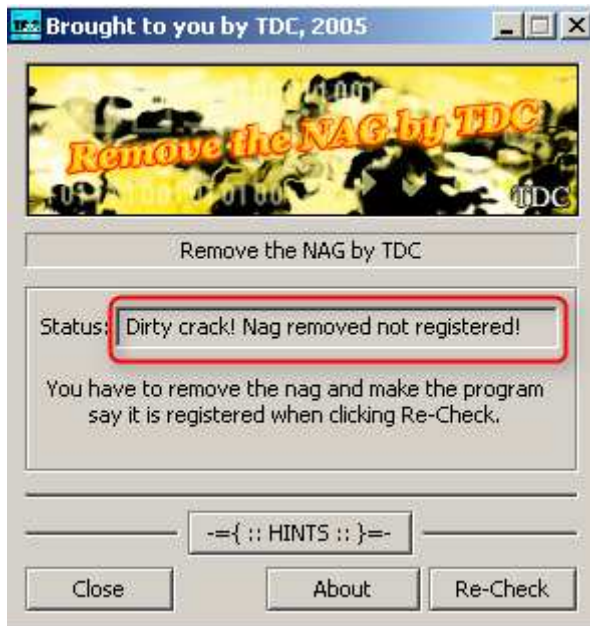 Brought to you by TDC, 2005
Remove the NAG by TDC
TDC
Remove the NAG by TDC
Status: Dirty crack! Nag removed not registered!
You have to remove the nag and make the program
say it is registered when clicking Re-Check.
-={ :: HINTS :: }=-
Close About Re-Check